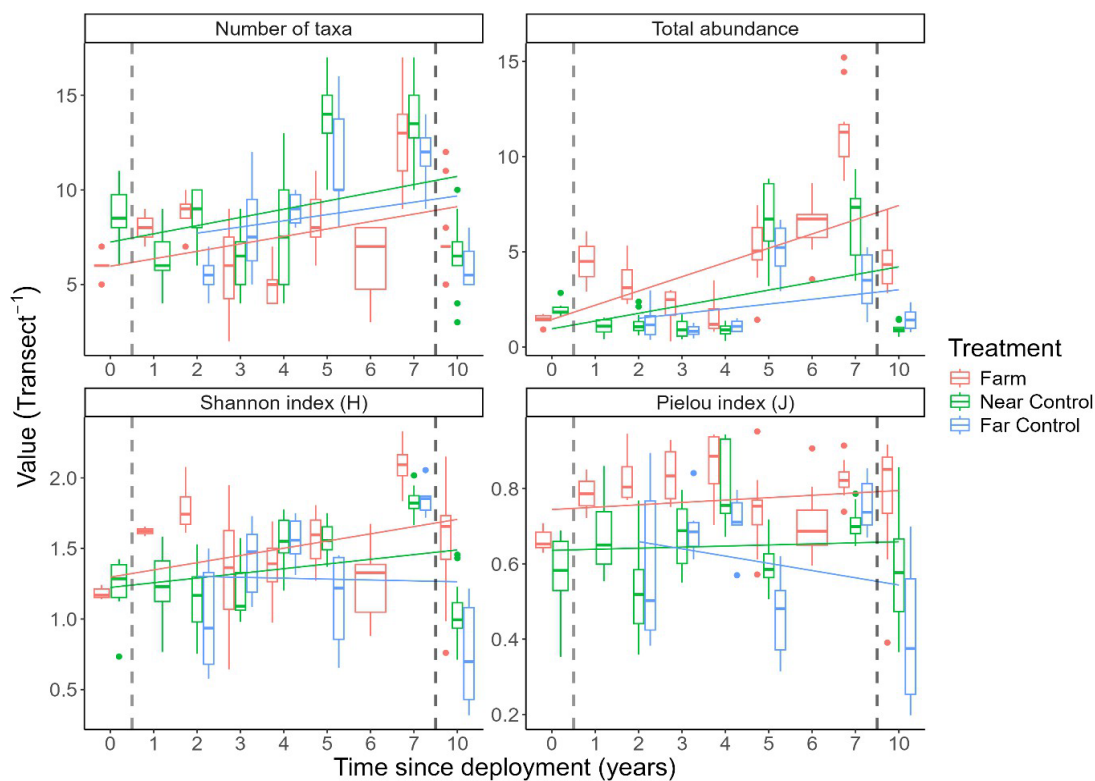 Number of taxa
Total abundance
15
10
5
15
10
5
0
0 1 2 3 4 5 6 7 10
0 1 2 3 4 5 6 7 10
Value (Transect⁻¹)
Treatment
Farm
Near Control
Far Control
Shannon index (H)
Pielou index (J)
2.0
1.5
1.0
0.5
0.8
0.6
0.4
0.2
0 1 2 3 4 5 6 7 10
0 1 2 3 4 5 6 7 10
Time since deployment (years)